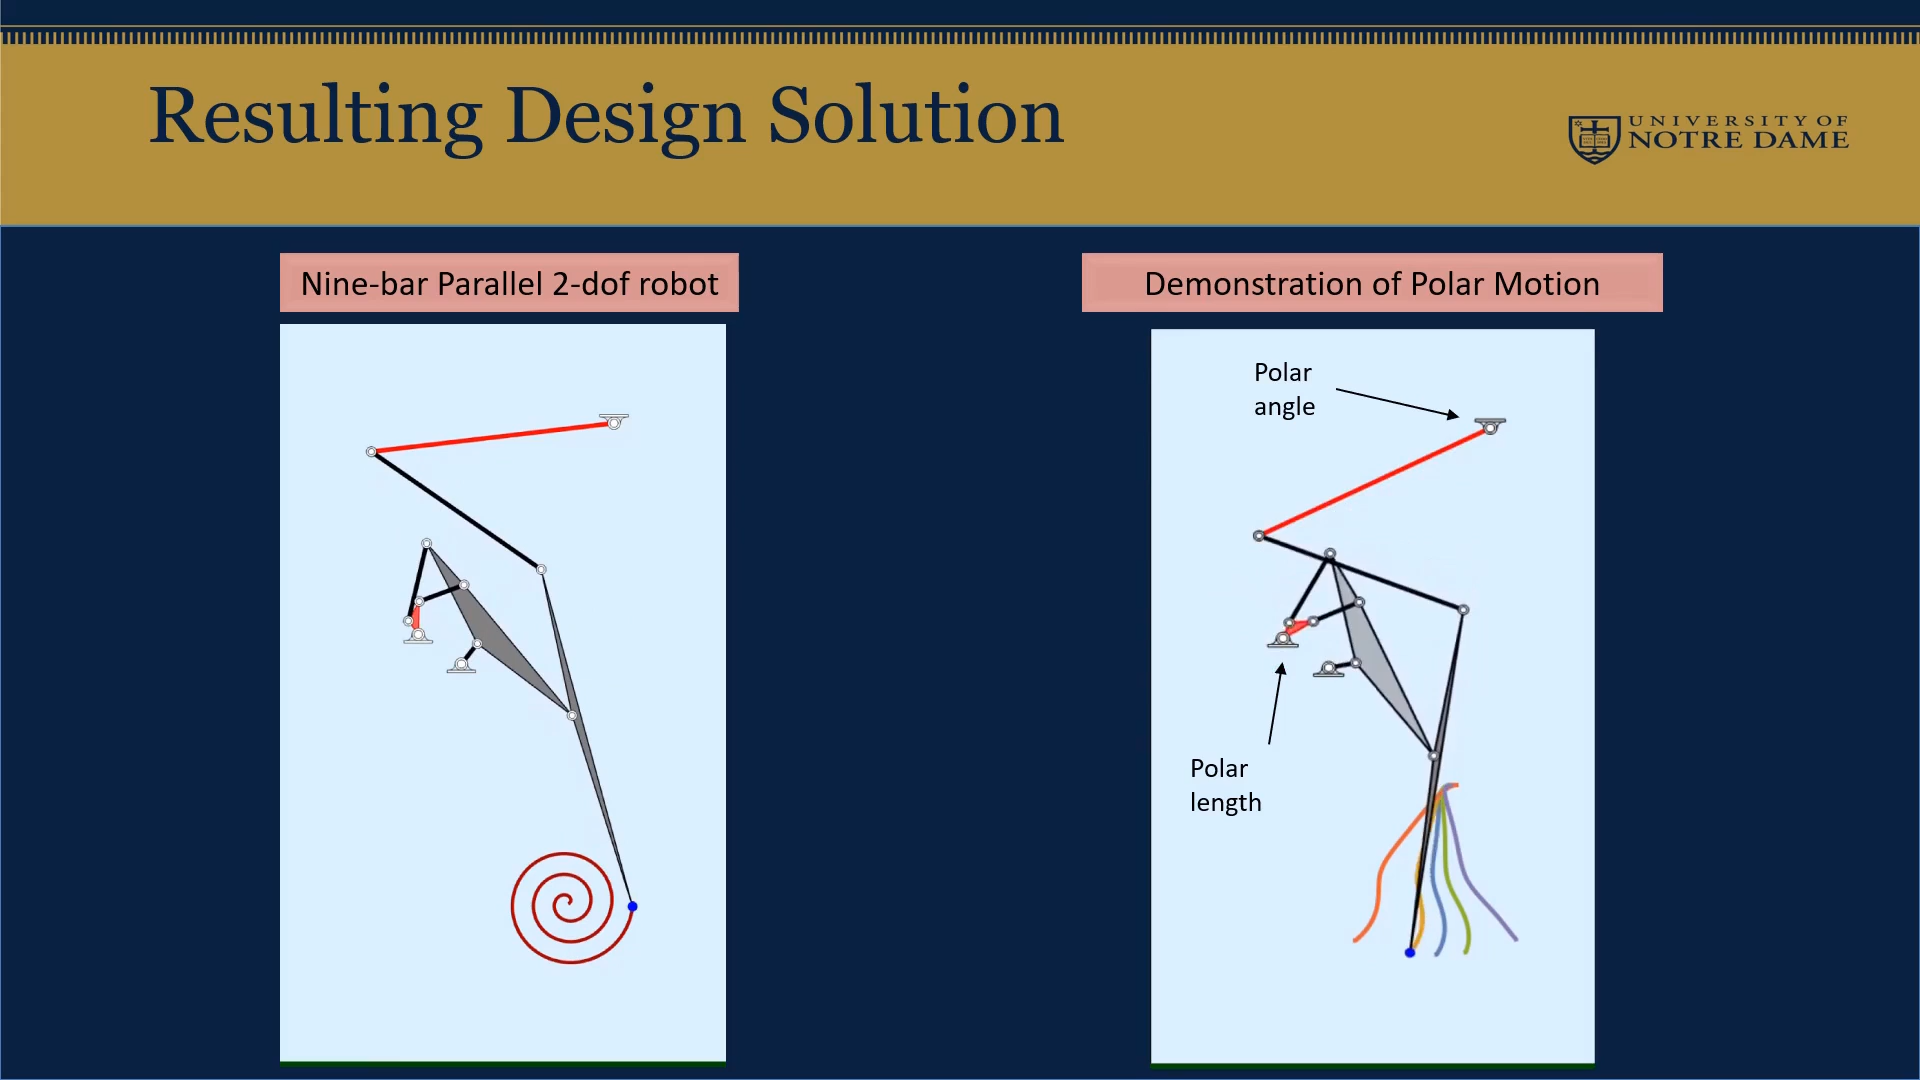 Resulting Design Solution
UNIVERSITY OF
NOTRE DAME
Nine-bar Parallel 2-dof robot
Demonstration of Polar Motion
Polar
angle
Polar
length